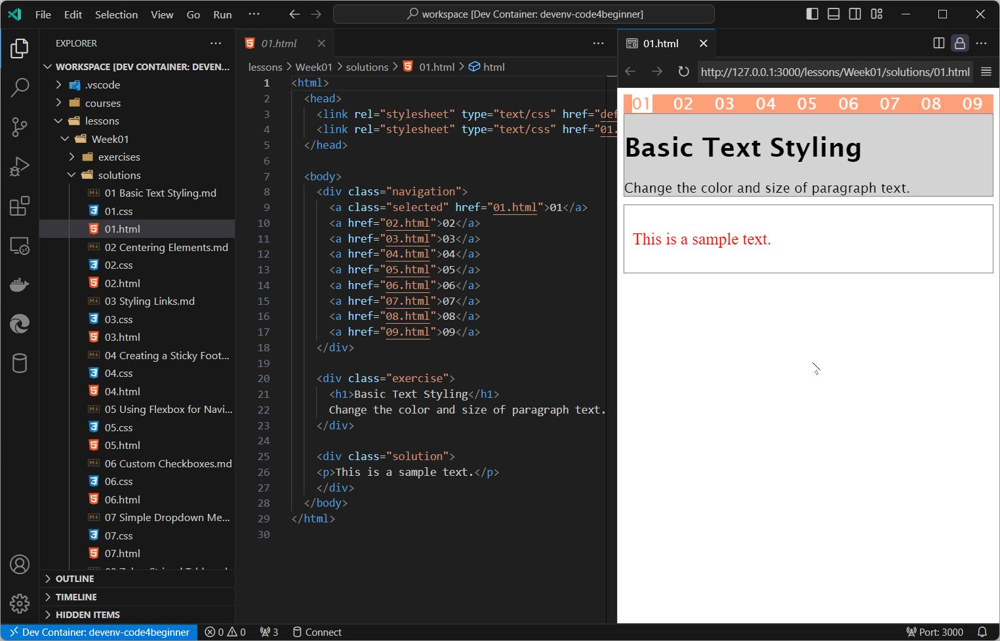 File Edit Selection View Go Run ··· workspace [Dev Container: devenv-code4beginner]
EXPLORER
WORKSPACE [DEV CONTAINER: DEVEN...
.vscode
courses
lessons
Week01
exercises
solutions
01 Basic Text Styling.md
01.css
01.html
02 Centering Elements.md
02.css
02.html
03 Styling Links.md
03.css
03.html
04 Creating a Sticky Foot...
04.css
04.html
05 Using Flexbox for Navi...
05.css
05.html
06 Custom Checkboxes.md
06.css
06.html
07 Simple Dropdown Me...
07.css
07.html
OUTLINE
TIMELINE
HIDDEN ITEMS
01.html
lessons > Week01 > solutions > 01.html > html
1 <html>
2 <head>
3 <link rel="stylesheet" type="text/css" href="def
4 <link rel="stylesheet" type="text/css" href="01.
5 </head>
6
7 <body>
8 <div class="navigation">
9 <a class="selected" href="01.html">01</a>
10 <a href="02.html">02</a>
11 <a href="03.html">03</a>
12 <a href="04.html">04</a>
13 <a href="05.html">05</a>
14 <a href="06.html">06</a>
15 <a href="07.html">07</a>
16 <a href="08.html">08</a>
17 <a href="09.html">09</a>
18 </div>
19
20 <div class="exercise">
21 <h1>Basic Text Styling</h1>
22 Change the color and size of paragraph text.
23 </div>
24
25 <div class="solution">
26 <p>This is a sample text.</p>
27 </div>
28 </body>
29 </html>
30
01.html
http://127.0.0.1:3000/lessons/Week01/solutions/01.html
01 02 03 04 05 06 07 08 09
Basic Text Styling
Change the color and size of paragraph text.
This is a sample text.
Dev Container: devenv-code4beginner 0 0 3 Connect Port: 3000